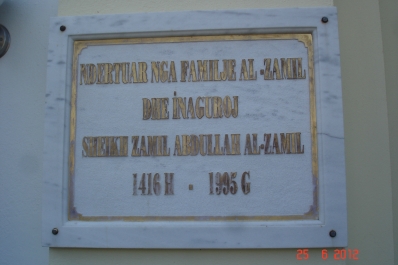 NDERTUAR NGA FAMILJE AL-ZAMIL
DHE INAGUROJ
SHEIKH ZAMIL ABDULLAH AL-ZAMIL
1416 H - 1995 G
25 6 2012